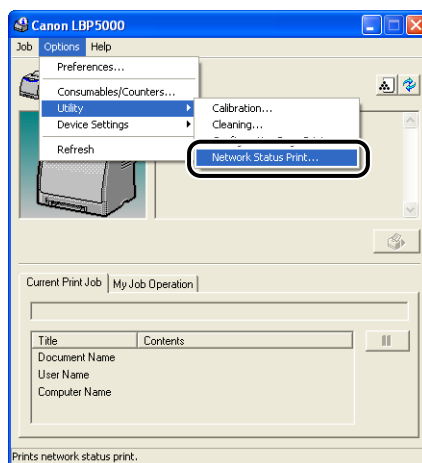 Canon LBP5000
Job Options Help
Preferences...
Consumables/Counters...
Utility
Device Settings
Refresh
Calibration...
Cleaning...
Network Status Print...
Current Print Job My Job Operation
Title Contents
Document Name
User Name
Computer Name
Prints network status print.